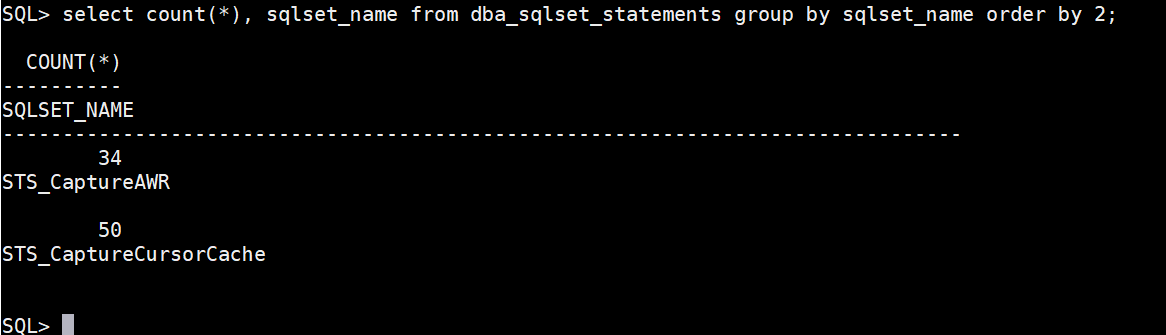 SQL> select count(*), sqlset_name from dba_sqlset_statements group by sqlset_name order by 2;
COUNT(*)
----------
SQLSET_NAME
--------------------------------------------------------------------------------
34
STS_CaptureAWR
50
STS_CaptureCursorCache
SQL>